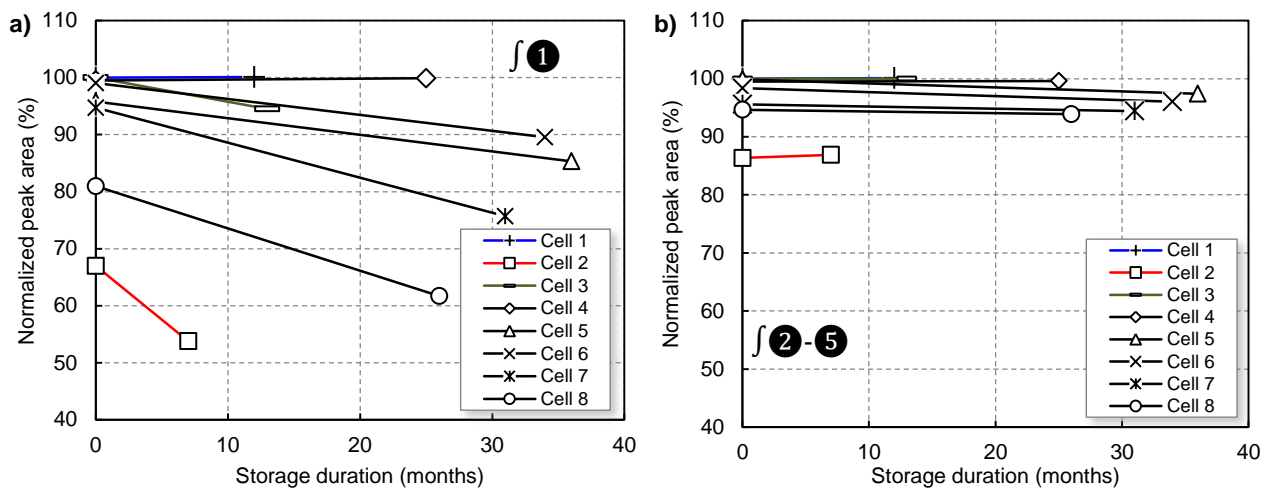 a)
Normalized peak area (%)
110
100
90
80
70
60
50
40
∫ ❶
Cell 1
Cell 2
Cell 3
Cell 4
Cell 5
Cell 6
Cell 7
Cell 8
0 10 20 30 40
Storage duration (months)
b)
Normalized peak area (%)
110
100
90
80
70
60
50
40
∫ ❷-❺
Cell 1
Cell 2
Cell 3
Cell 4
Cell 5
Cell 6
Cell 7
Cell 8
0 10 20 30 40
Storage duration (months)